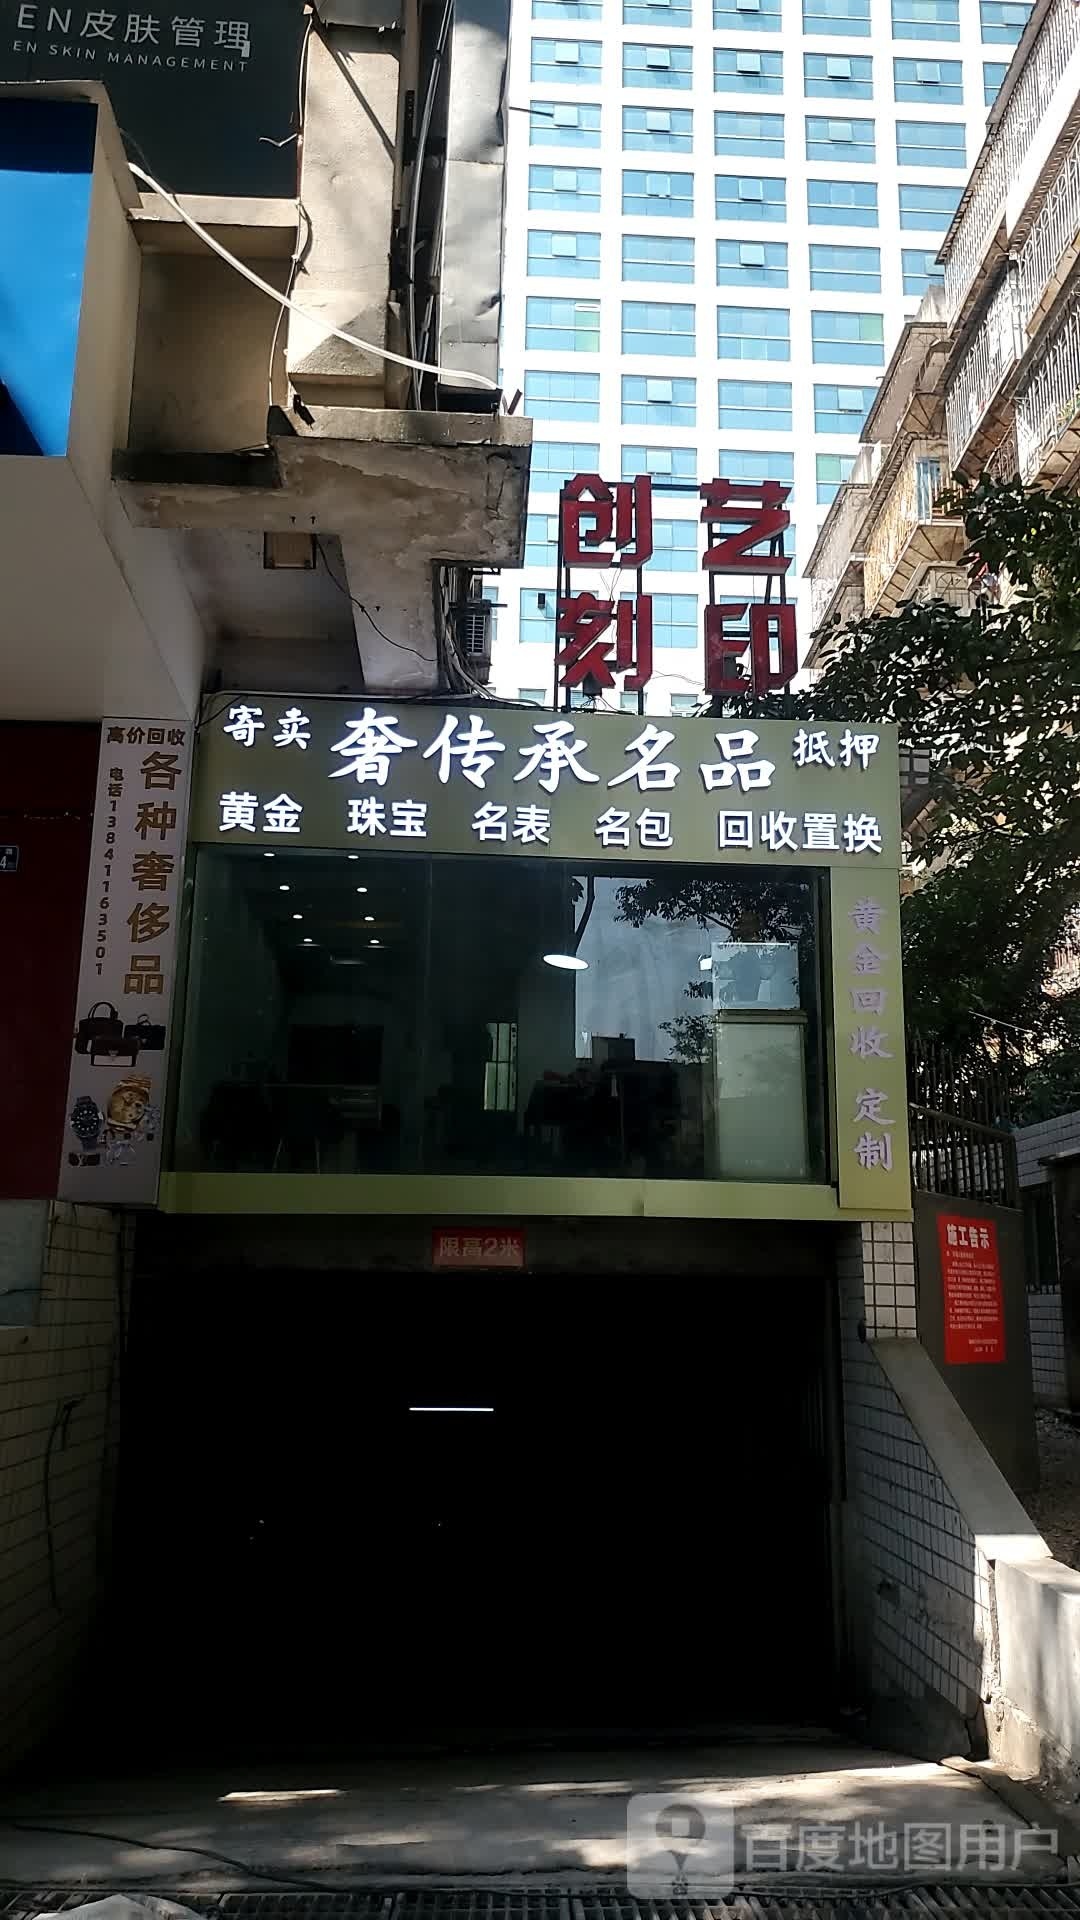 EN皮肤管理
EN SKIN MANAGEMENT
创艺
刻印
寄卖 奢传承名品 抵押
黄金 珠宝 名表 名包 回收置换
高价回收
各种奢侈品
电话13841163501
黄金回收 定制
限高2米
施工告示
百度地图用户